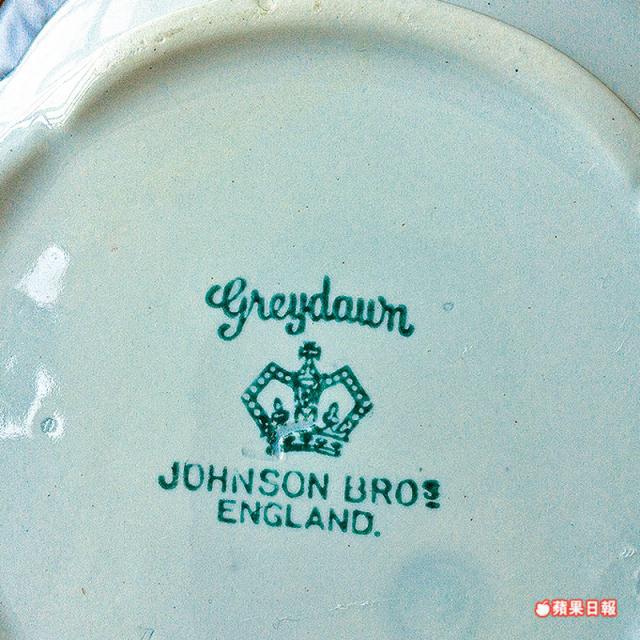 Greydawn
JOHNSON BROS
ENGLAND.
蘋果日報